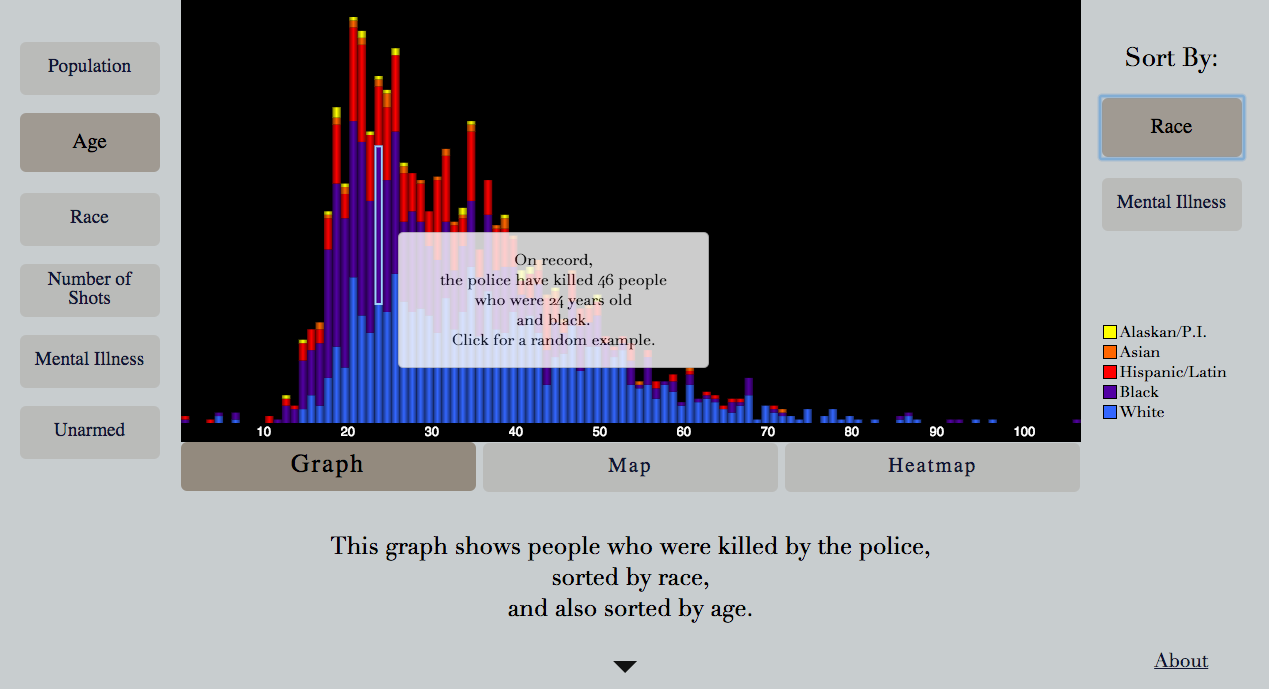 Population
Age
Race
Number of
Shots
Mental Illness
Unarmed
On record,
the police have killed 46 people
who were 24 years old
and black.
Click for a random example.
10 20 30 40 50 60 70 80 90 100
Graph
Map
Heatmap
Sort By:
Race
Mental Illness
Alaskan/P.I.
Asian
Hispanic/Latin
Black
White
This graph shows people who were killed by the police,
sorted by race,
and also sorted by age.
About